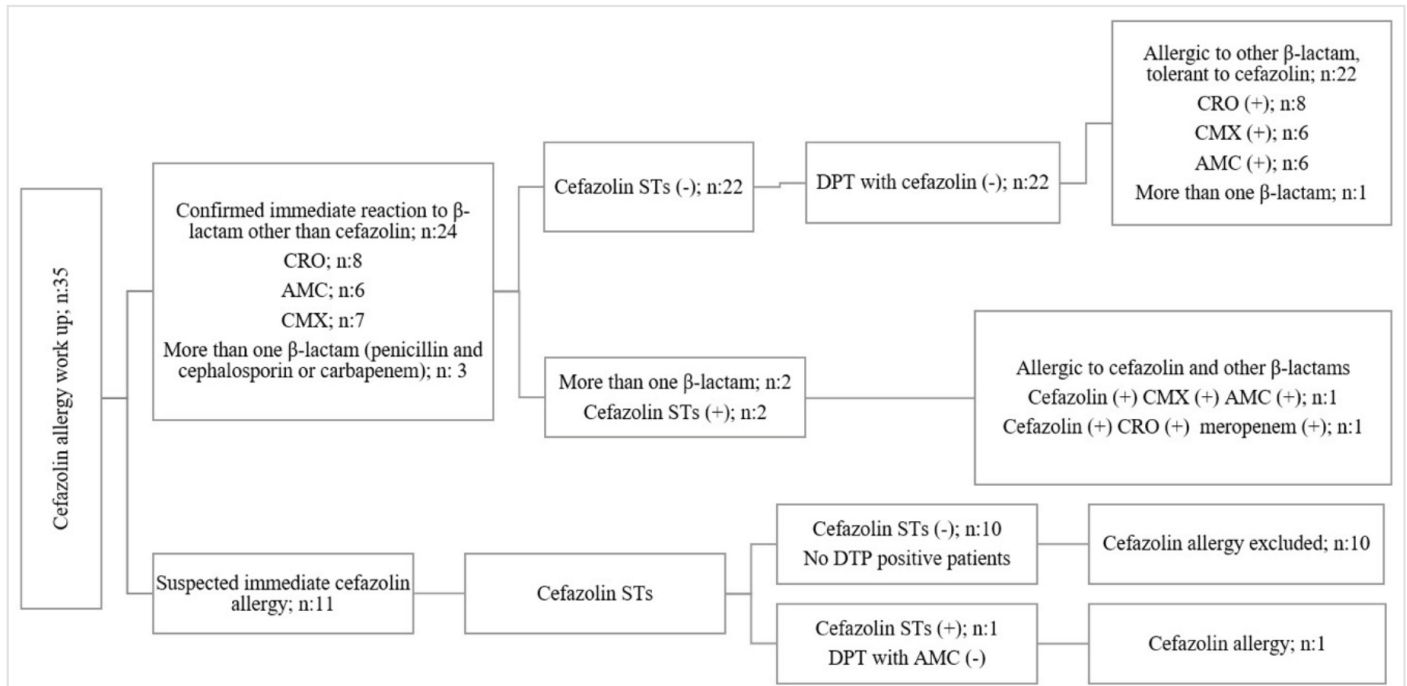 Cefazolin allergy work up; n:35
Confirmed immediate reaction to β-
lactam other than cefazolin; n:24
CRO; n:8
AMC; n:6
CMX; n:7
More than one β-lactam (penicillin and
cephalosporin or carbapenem); n: 3
Cefazolin STs (-); n:22
DPT with cefazolin (-); n:22
Allergic to other β-lactam,
tolerant to cefazolin; n:22
CRO (+); n:8
CMX (+); n:6
AMC (+); n:6
More than one β-lactam; n:1
More than one β-lactam; n:2
Cefazolin STs (+); n:2
Allergic to cefazolin and other β-lactams
Cefazolin (+) CMX (+) AMC (+); n:1
Cefazolin (+) CRO (+) meropenem (+); n:1
Suspected immediate cefazolin
allergy; n:11
Cefazolin STs
Cefazolin STs (-); n:10
No DTP positive patients
Cefazolin allergy excluded; n:10
Cefazolin STs (+); n:1
DPT with AMC (-)
Cefazolin allergy; n:1